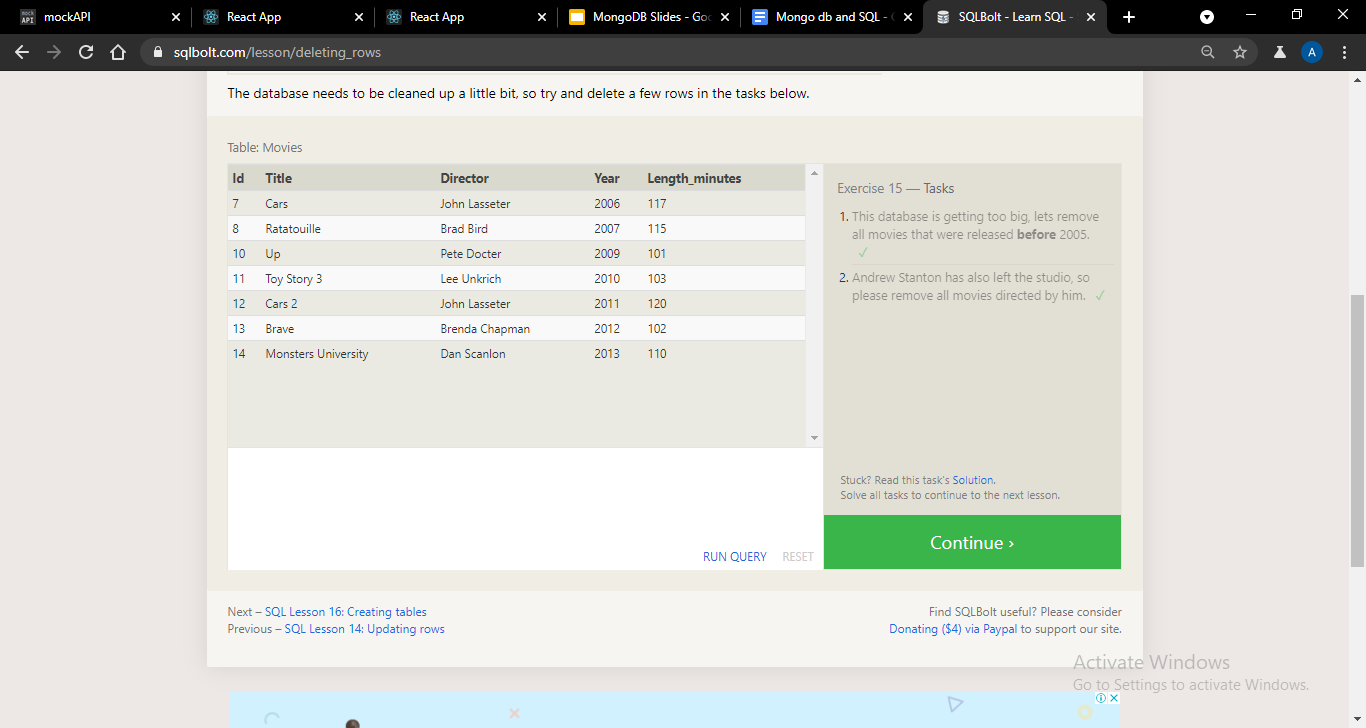 mockAPI
React App
React App
MongoDB Slides - Goo
Mongo db and SQL -
SQLBolt - Learn SQL -
sqlbolt.com/lesson/deleting_rows
A
The database needs to be cleaned up a little bit, so try and delete a few rows in the tasks below.
Table: Movies
Id Title Director Year Length_minutes
7 Cars John Lasseter 2006 117
8 Ratatouille Brad Bird 2007 115
10 Up Pete Docter 2009 101
11 Toy Story 3 Lee Unkrich 2010 103
12 Cars 2 John Lasseter 2011 120
13 Brave Brenda Chapman 2012 102
14 Monsters University Dan Scanlon 2013 110
RUN QUERY RESET
Exercise 15 — Tasks
1. This database is getting too big, lets remove
all movies that were released before 2005.
✓
2. Andrew Stanton has also left the studio, so
please remove all movies directed by him. ✓
Stuck? Read this task's Solution.
Solve all tasks to continue to the next lesson.
Continue ›
Next – SQL Lesson 16: Creating tables
Previous – SQL Lesson 14: Updating rows
Find SQLBolt useful? Please consider
Donating ($4) via Paypal to support our site.
Activate Windows
Go to Settings to activate Windows.